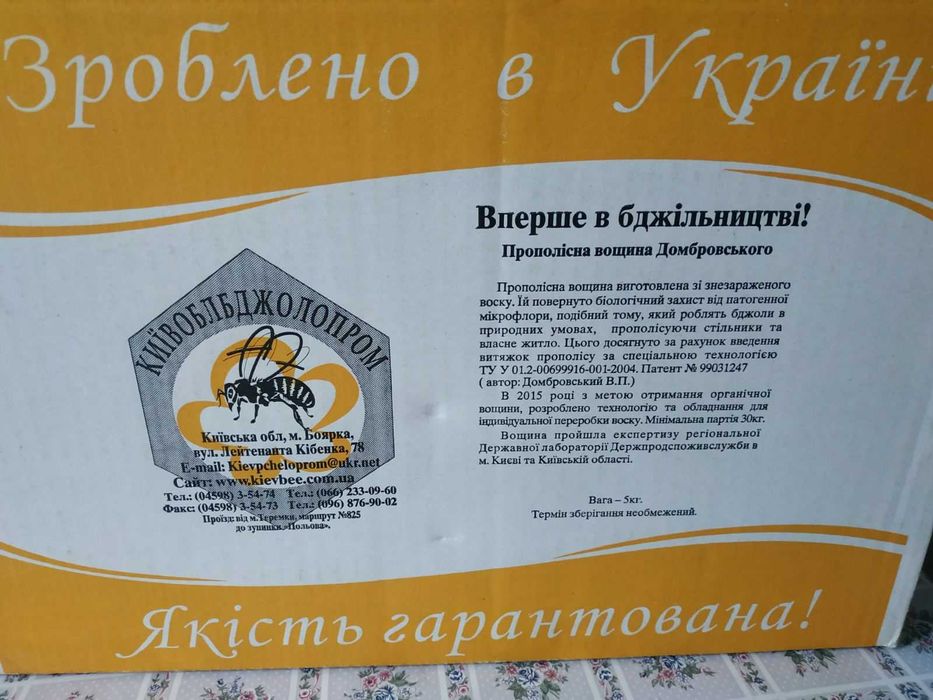 Зроблено в Україн
КИЇВОБЛБДЖОЛОПРОМ
Київська обл, м. Боярка,
вул. Лейтенанта Кібенка, 78
E-mail: Kievpcheloprom@ukr.net
Сайт: www.kievbee.com.ua
Тел.: (04598) 3-54-74 Тел.: (066) 233-09-60
Факс: (04598) 3-54-73 Тел.: (096) 876-90-02
Проїзд: від м.Теремки, маршрут №825
до зупинки «Польова».
Вперше в бджільництві!
Прополісна вощина Домбровського
Прополісна вощина виготовлена зі знезараженого
воску. Їй повернуто біологічний захист від патогенної
мікрофлори, подібний тому, який роблять бджоли в
природних умовах, прополісуючи стільники та
власне житло. Цього досягнуто за рахунок введення
витяжок прополісу за спеціальною технологією
ТУ У 01.2-00699916-001-2004. Патент № 99031247
( автор: Домбровський В.П.)
В 2015 році з метою отримання органічної
вощини, розроблено технологію та обладнання для
індивідуальної переробки воску. Мінімальна партія 30кг.
Вощина пройшла експертизу регіональної
Державної лабораторії Держпродспоживслужби в
м. Києві та Київській області.
Вага – 5кг.
Термін зберігання необмежений.
Якість гарантована!